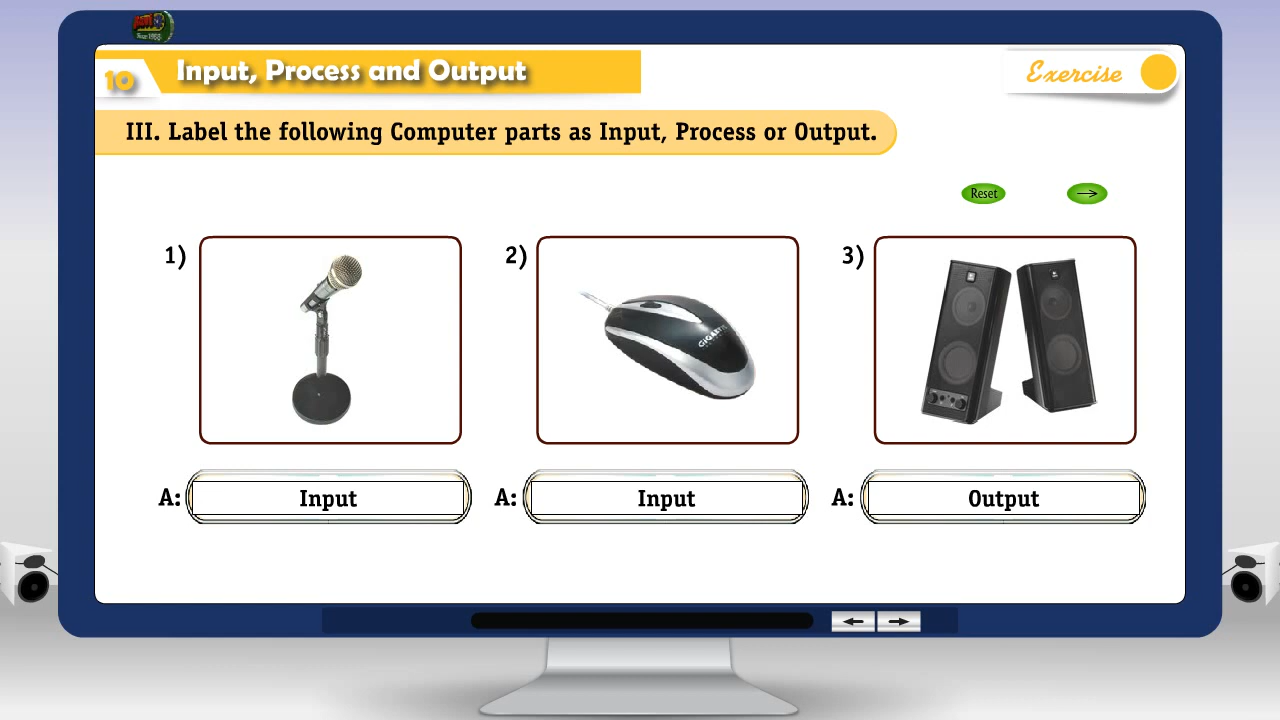 10
Input, Process and Output
Exercise
III. Label the following Computer parts as Input, Process or Output.
Reset
1)
2)
3)
A: Input
A: Input
A: Output